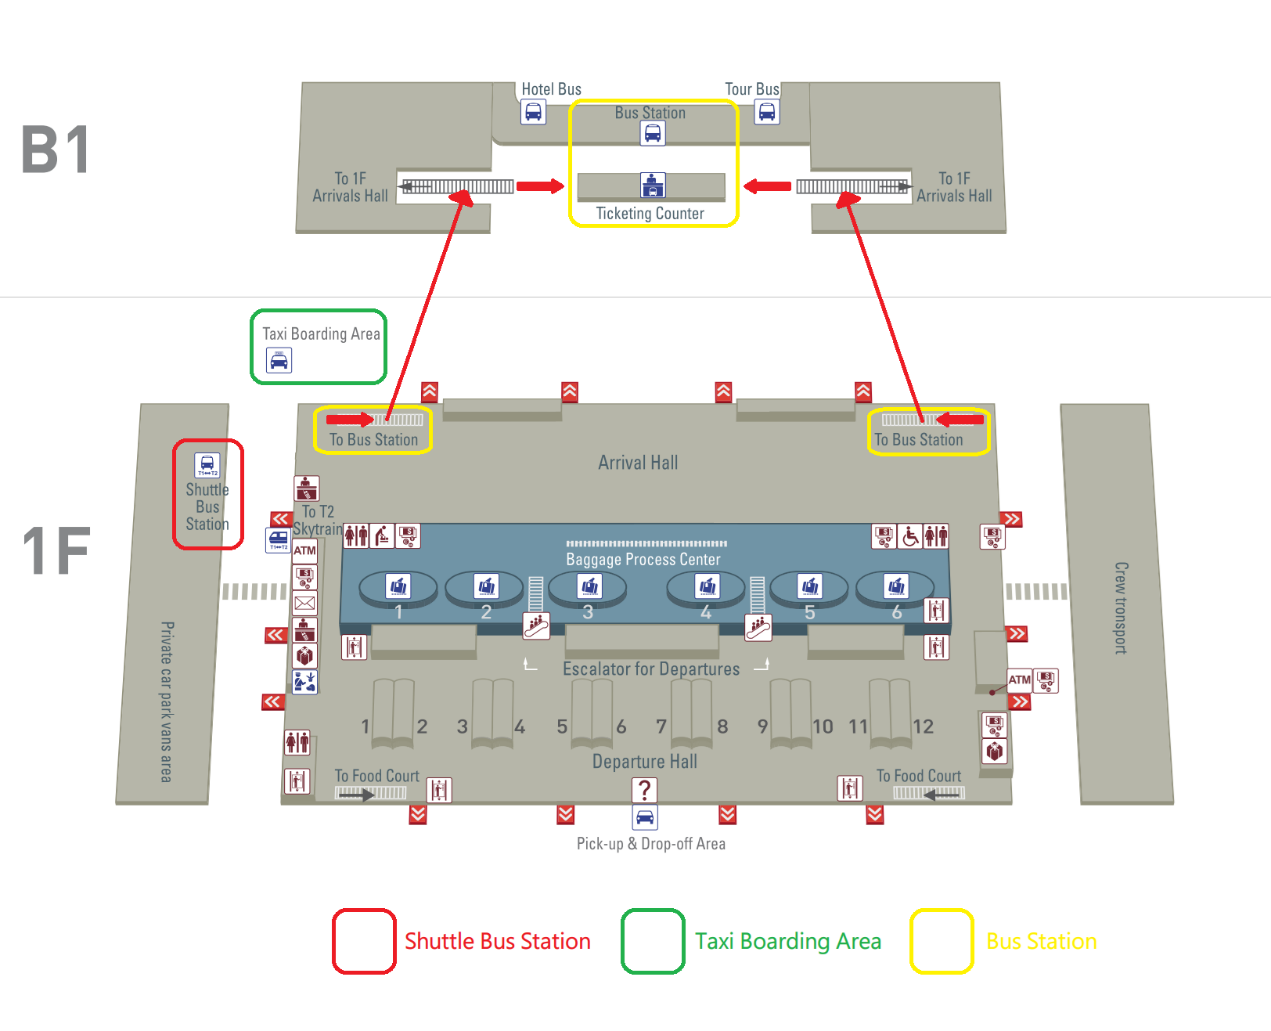 B1
Hotel Bus
Tour Bus
Bus Station
To 1F
Arrivals Hall
To 1F
Arrivals Hall
Ticketing Counter
Taxi Boarding Area
To Bus Station
To Bus Station
Arrival Hall
T1↔T2
Shuttle
Bus
Station
1F
To T2
Skytrain
T1↔T2
ATM
Baggage Process Center
1
2
3
4
5
6
Crew transport
Private car park vans area
Escalator for Departures
ATM
1 2 3 4 5 6 7 8 9 10 11 12
Departure Hall
To Food Court
To Food Court
?
Pick-up & Drop-off Area
Shuttle Bus Station
Taxi Boarding Area
Bus Station